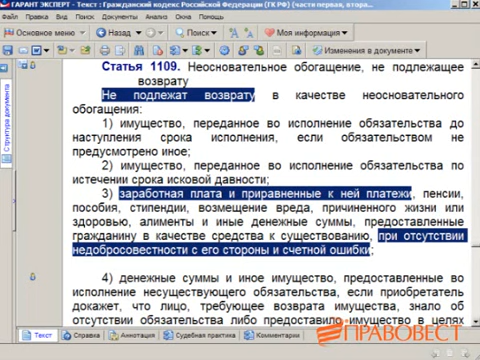 ГАРАНТ ЭКСПЕРТ - Текст : Гражданский кодекс Российской Федерации (ГК РФ) (части первая, втора...
Файл Правка Вид Поиск Документы Анализ Окна Помощь
Основное меню Назад Поиск Моя информация
Изменения в документе
Структура документа
Статья 1109. Неосновательное обогащение, не подлежащее
возврату
Не подлежат возврату в качестве неосновательного
обогащения:
1) имущество, переданное во исполнение обязательства до
наступления срока исполнения, если обязательством не
предусмотрено иное;
2) имущество, переданное во исполнение обязательства по
истечении срока исковой давности;
3) заработная плата и приравненные к ней платежи, пенсии,
пособия, стипендии, возмещение вреда, причиненного жизни или
здоровью, алименты и иные денежные суммы, предоставленные
гражданину в качестве средства к существованию, при отсутствии
недобросовестности с его стороны и счетной ошибки;
4) денежные суммы и иное имущество, предоставленные во
исполнение несуществующего обязательства, если приобретатель
докажет, что лицо, требующее возврата имущества, знало об
отсутствии обязательства либо предоставило имущество в целях
ПРАВОВЕСТ
Текст Справка Аннотация Судебная практика Комментарии